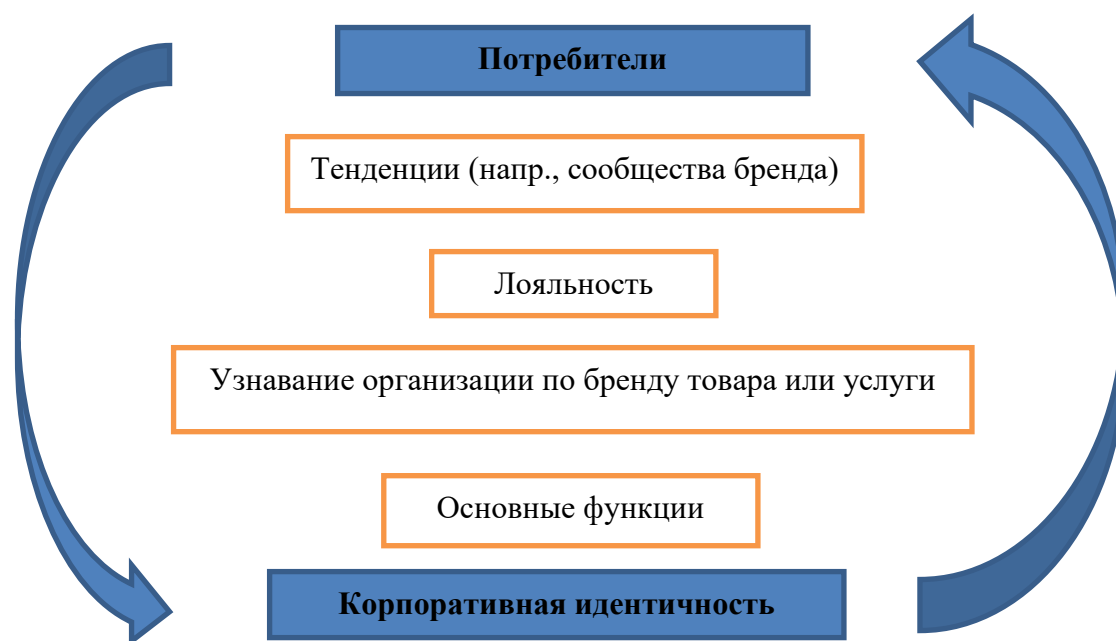 Потребители
Тенденции (напр., сообщества бренда)
Лояльность
Узнавание организации по бренду товара или услуги
Основные функции
Корпоративная идентичность